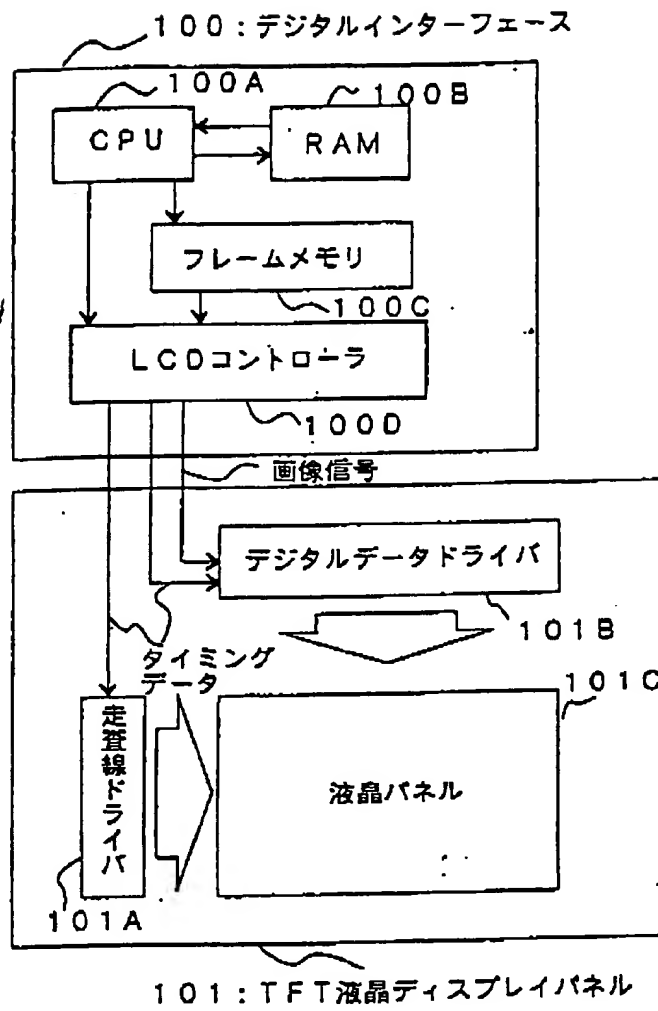 100:デジタルインターフェース
100A
100B
CPU
RAM
フレームメモリ
100C
LCDコントローラ
100D
画像信号
デジタルデータドライバ
101B
タイミング
データ
101C
走査線ドライバ
液晶パネル
101A
101:TFT液晶ディスプレイパネル